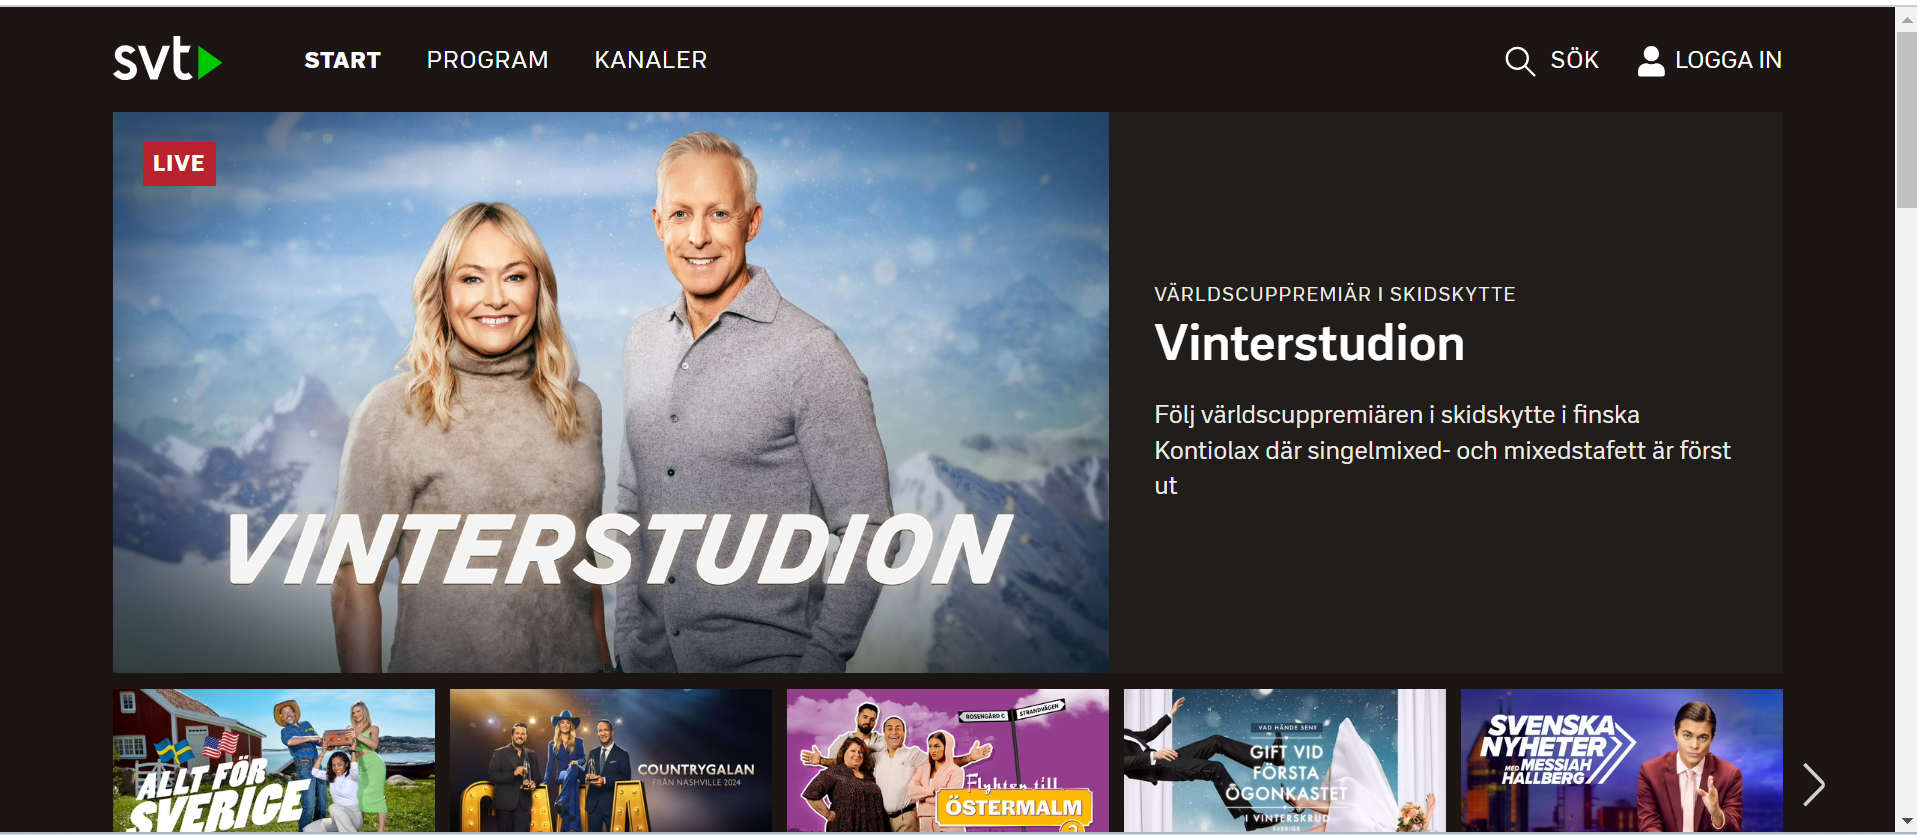 svt
START
PROGRAM
KANALER
SÖK
LOGGA IN
LIVE
VINTERSTUDION
VÄRLDSCUPPREMIÄR I SKIDSKYTTE
Vinterstudion
Följ världscuppremiären i skidskytte i finska
Kontiolax där singelmixed- och mixedstafett är först
ut
ALLT FÖR
SVERIGE
COUNTRYGALAN
FRÅN NASHVILLE 2024
CMA
ROSENGÅRD C
STRANDVÄGEN
Flykten till
ÖSTERMALM
2
VAD HÄNDE SEN?
GIFT VID
FÖRSTA
ÖGONKASTET
I VINTERSKRUD
SVERIGE
SVENSKA
NYHETER
MED MESSIAH
HALLBERG